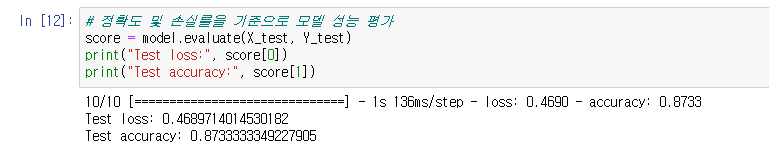 In [12]:
# 정확도 및 손실률을 기준으로 모델 성능 평가
score = model.evaluate(X_test, Y_test)
print("Test loss:", score[0])
print("Test accuracy:", score[1])
10/10 [==============================] - 1s 136ms/step - loss: 0.4690 - accuracy: 0.8733
Test loss: 0.4689714014530182
Test accuracy: 0.8733333349227905